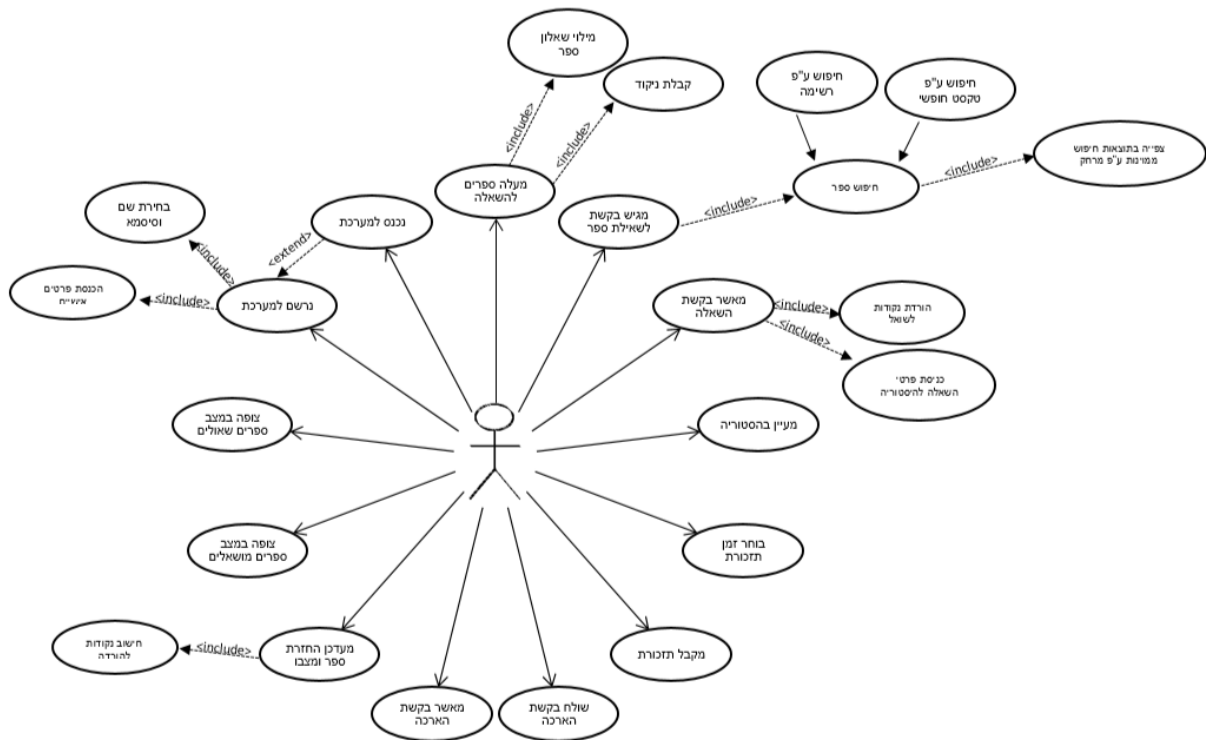 מילוי שאלון
ספר
קבלת ניקוד
<include>
<include>
מעלה ספרים
להשאלה
חיפוש ע"פ
רשימה
חיפוש ע"פ
טקסט חופשי
חיפוש ספר
<include>
צפייה בתוצאות חיפוש
ממוינות ע"פ מרחק
<include>
מגיש בקשת
לשאילת ספר
נכנס למערכת
<extend>
בחירת שם
וסיסמא
<include>
הכנסת פרטים
<include>
נרשם למערכת
מאשר בקשת
השאלה
<include>
הורדת נקודות
לשואל
<include>
כניסת פרטי
השאלה להיסטוריה
צופה במצב
ספרים שאולים
מעיין בהסטוריה
צופה במצב
ספרים מושאלים
בוחר זמן
תזכורת
חישוב נקודות
להורדה
<include>
מעדכן החזרת
ספר ומצבו
מקבל תזכורת
מאשר בקשת
הארכה
שולח בקשת
הארכה